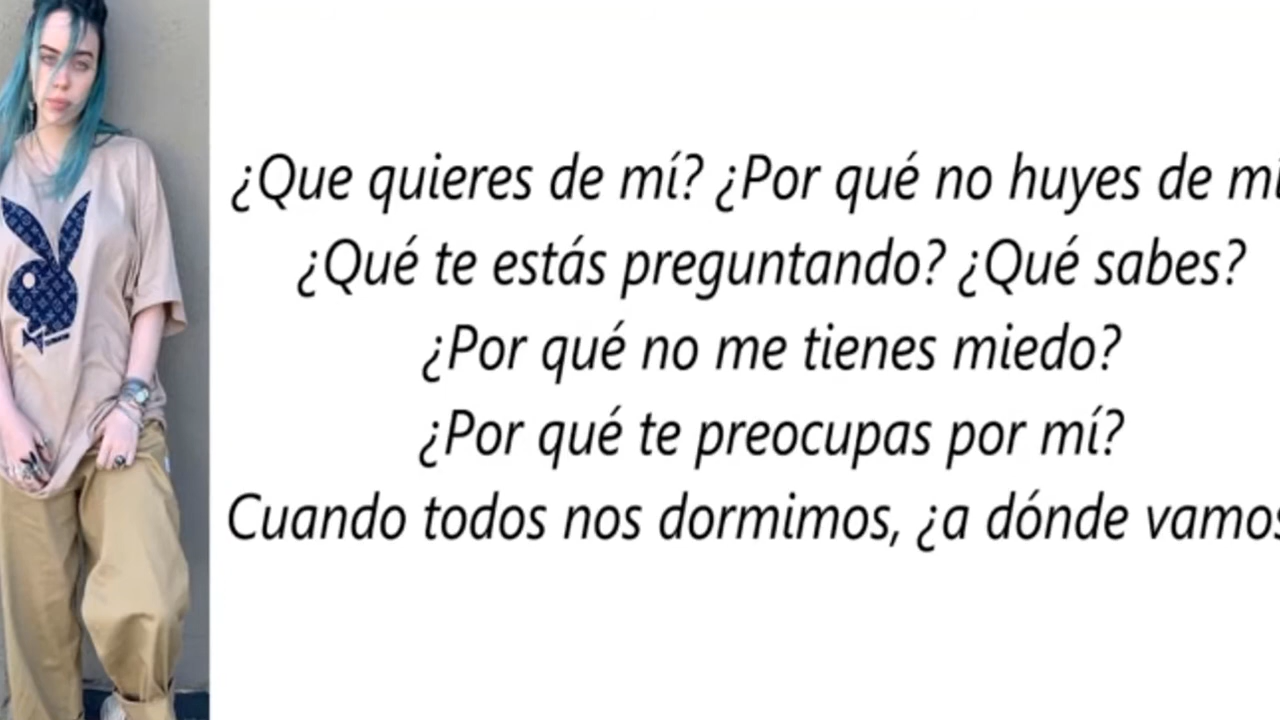 ¿Que quieres de mí? ¿Por qué no huyes de mí
¿Qué te estás preguntando? ¿Qué sabes?
¿Por qué no me tienes miedo?
¿Por qué te preocupas por mí?
Cuando todos nos dormimos, ¿a dónde vamos